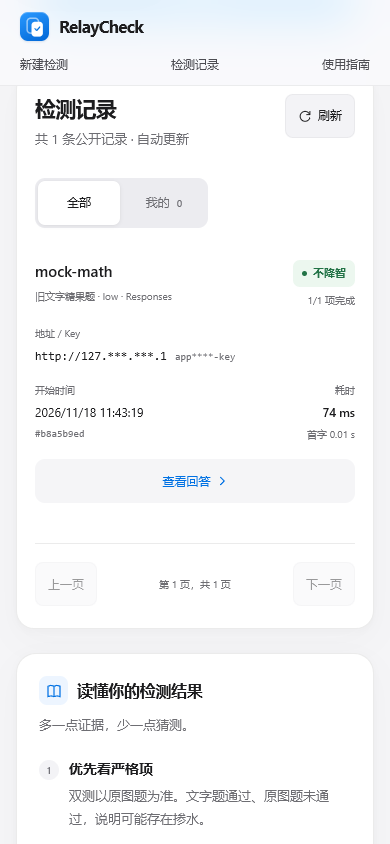 RelayCheck
新建检测 检测记录 使用指南
检测记录
刷新
共 1 条公开记录 · 自动更新
全部 我的 0
mock-math
不降智
旧文字糖果题 · low · Responses
1/1 项完成
地址 / Key
http://127.***.***.1 app****-key
开始时间 耗时
2026/11/18 11:43:19 74 ms
#b8a5b9ed 首字 0.01 s
查看回答
上一页 第 1 页，共 1 页 下一页
读懂你的检测结果
多一点证据，少一点猜测。
1 优先看严格项
双测以原图题为准。文字题通过、原图题未通
过，说明可能存在掺水。